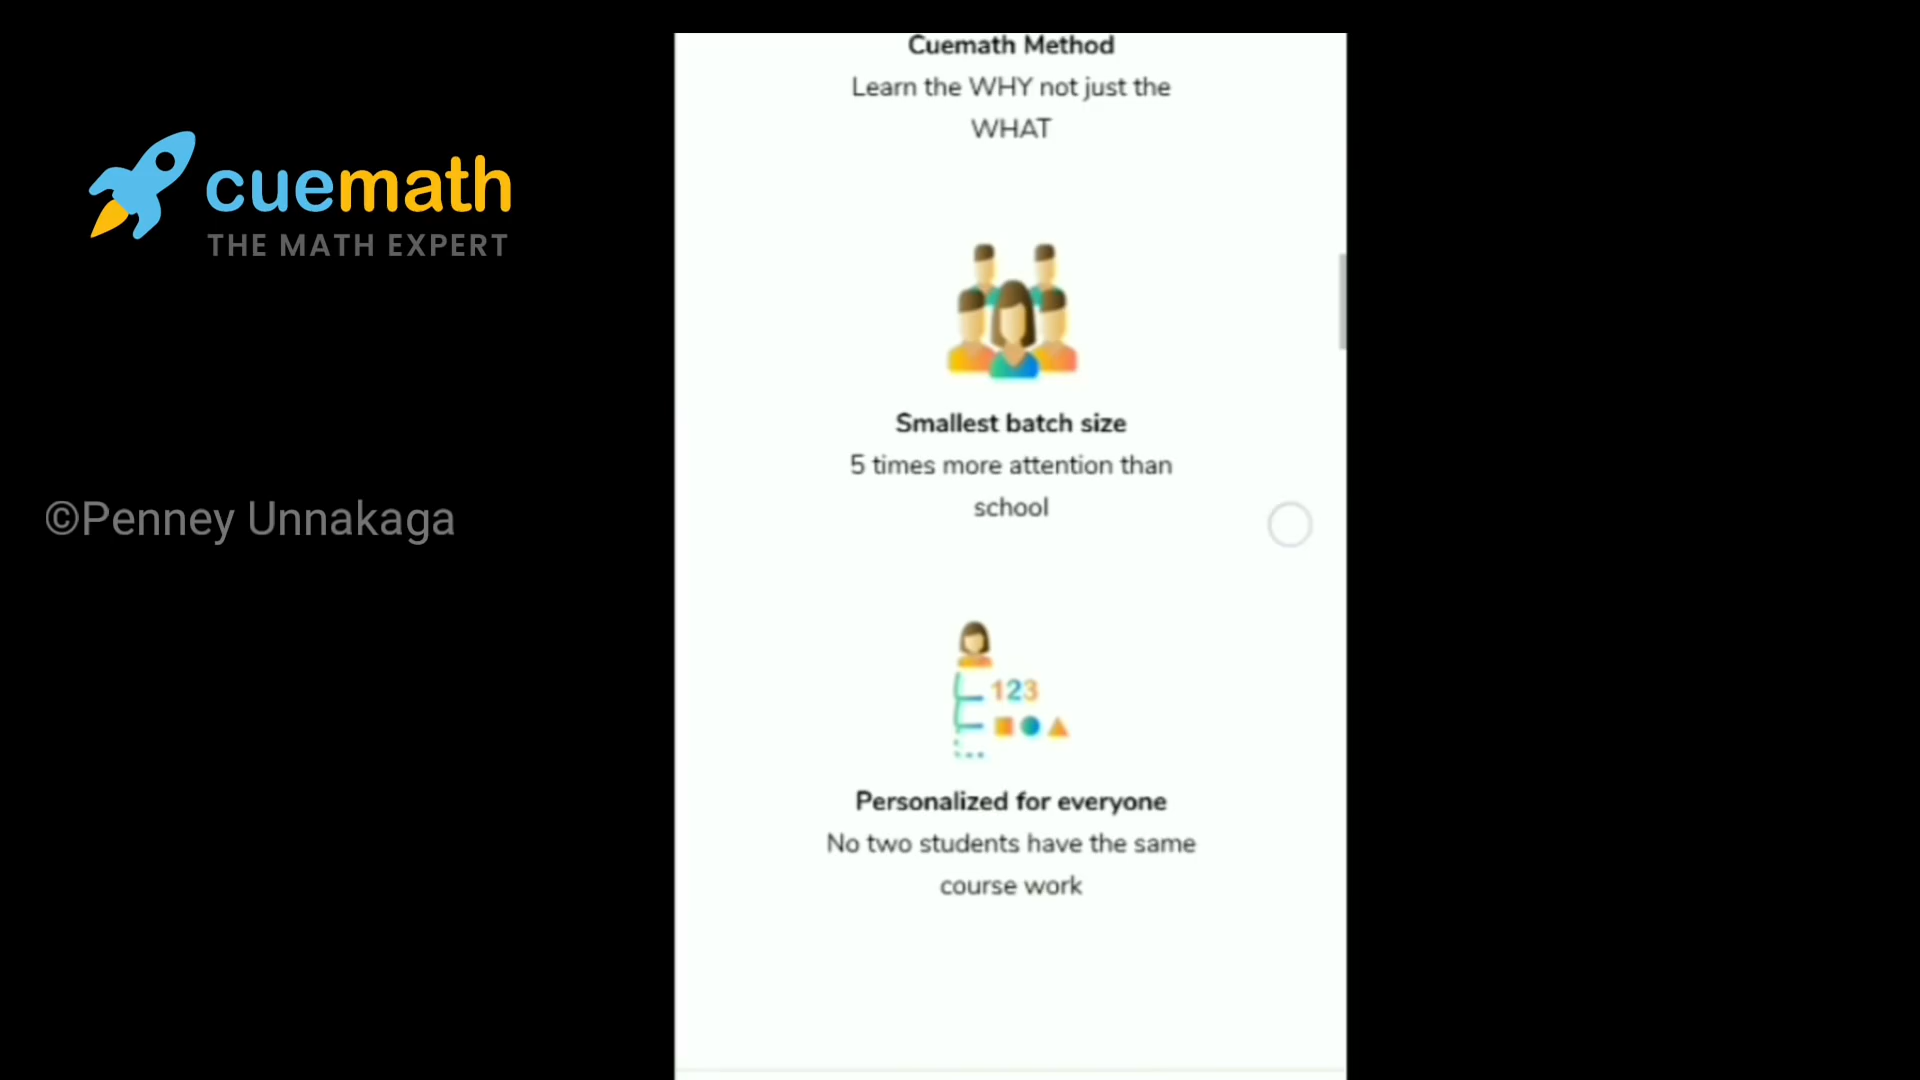 cuemath
THE MATH EXPERT
©Penney Unnakaga
Cuemath Method
Learn the WHY not just the
WHAT
Smallest batch size
5 times more attention than
school
123
Personalized for everyone
No two students have the same
course work